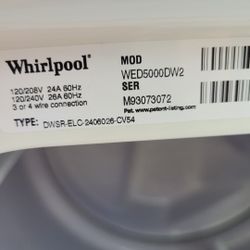 Whirlpool
MOD
WED5000DW2
SER
M93073072
120/208V 24A 60Hz
120/240V 26A 60Hz
3 or 4 wire connection
Pet. www.patent-listing.com
TYPE: DWSR-ELC-2406026-CV54